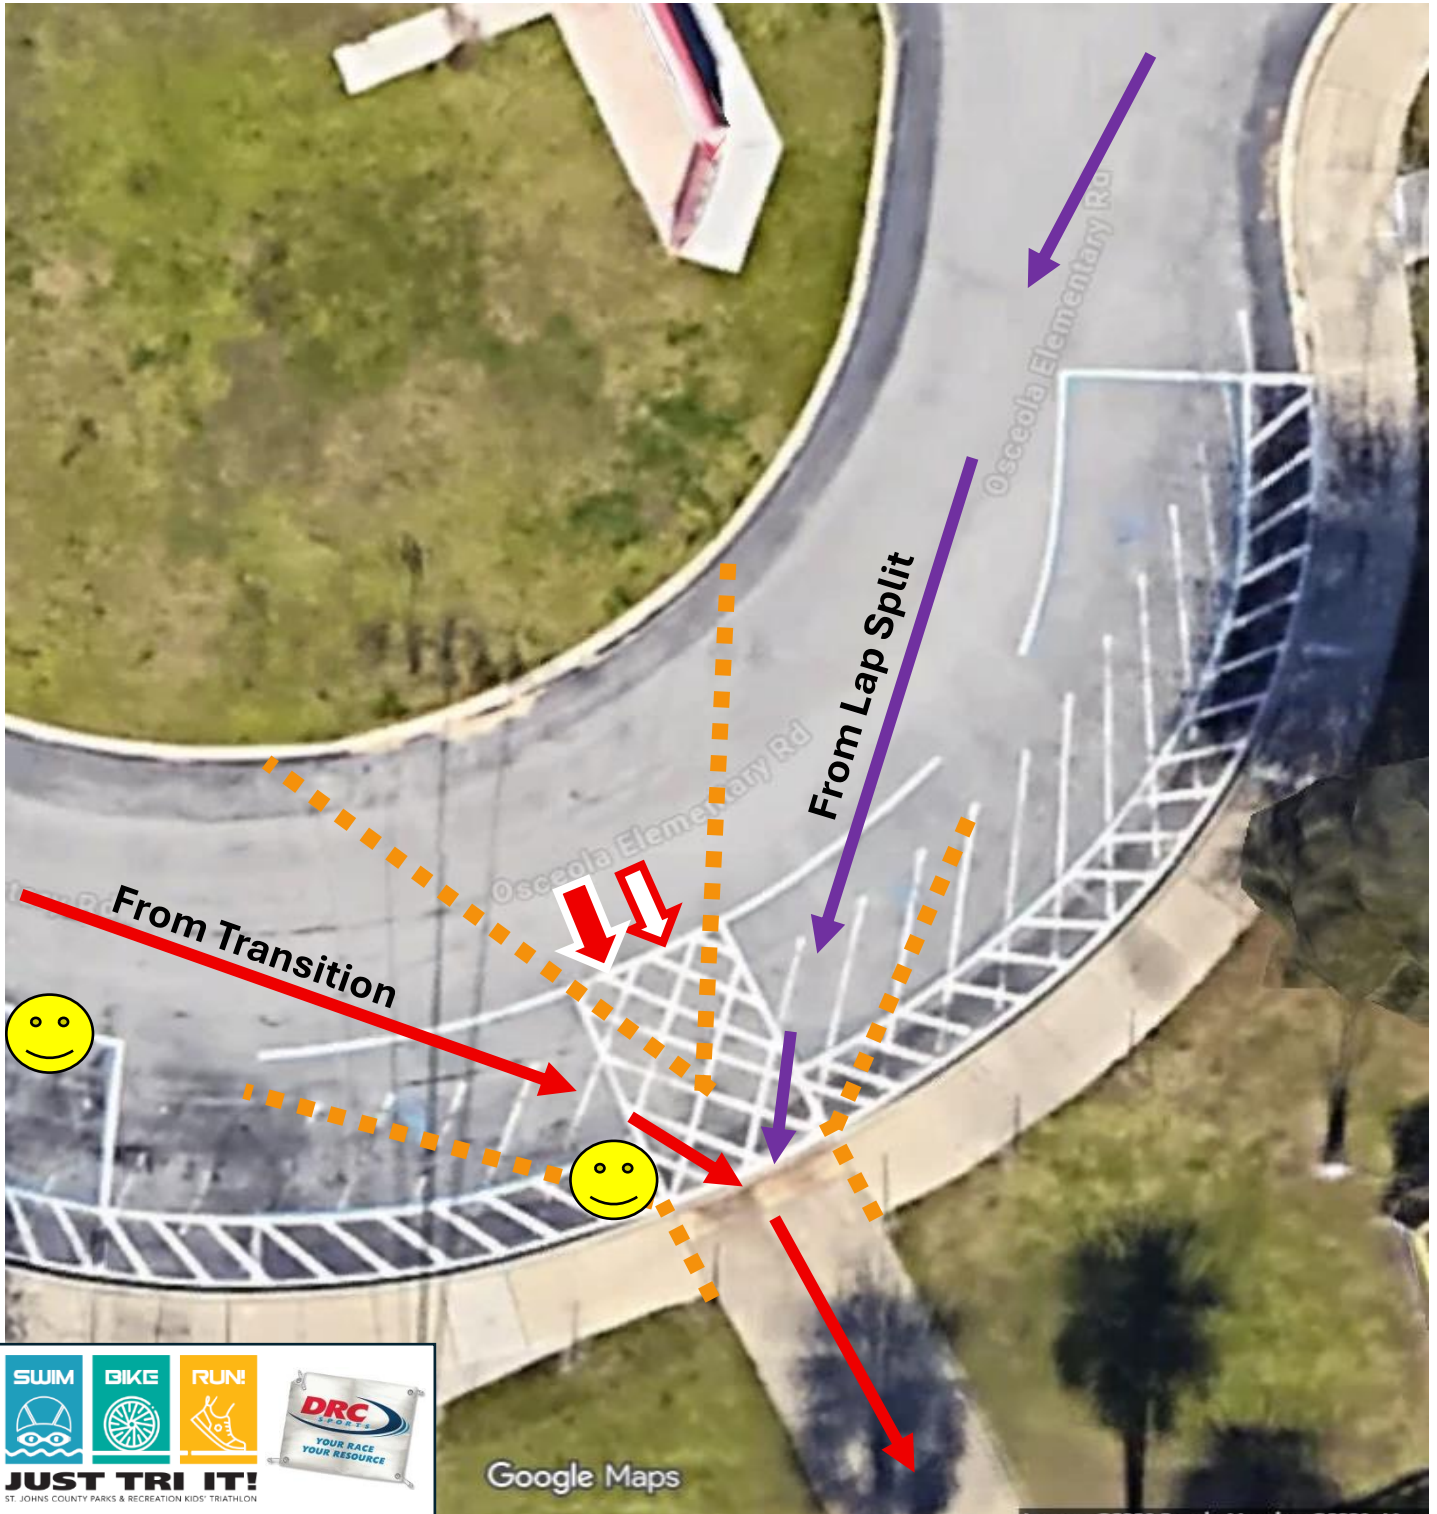 Osceola Elementary Rd
From Lap Split
Osceola Elementary Rd
From Transition
SWIM BIKE RUN!
JUST TRI IT!
ST. JOHNS COUNTY PARKS & RECREATION KIDS' TRIATHLON
DRC
SPORTS
YOUR RACE
YOUR RESOURCE
Google Maps